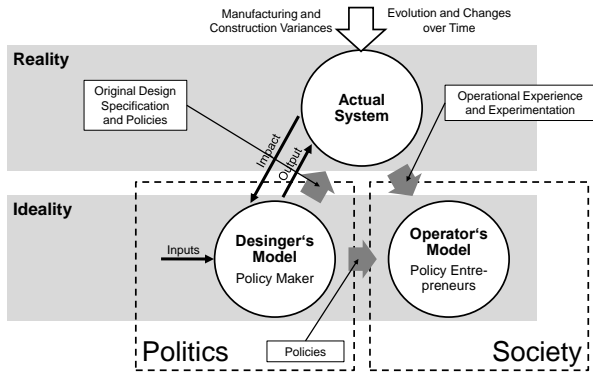 Manufacturing and
Construction Variances
Evolution and Changes
over Time
Reality
Original Design
Specification
and Policies
Actual
System
Operational Experience
and Experimentation
Impact
Output
Ideality
Inputs
Desinger's
Model
Policy Maker
Operator's
Model
Policy Entre-
preneurs
Politics
Policies
Society